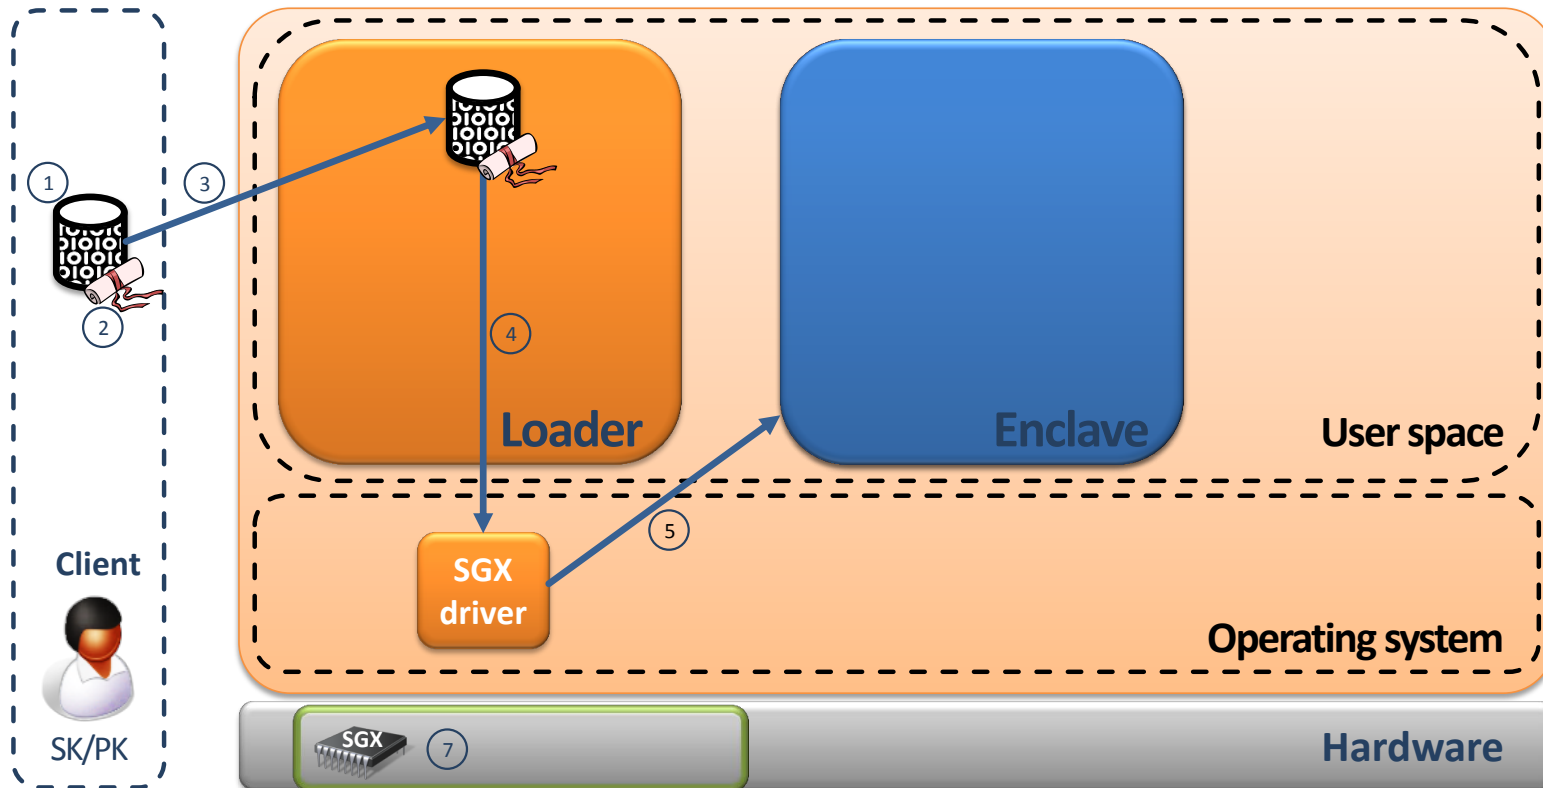 1
3
2
4
Loader
Enclave
User space
5
Client
SGX
driver
Operating system
SK/PK
SGX
7
Hardware